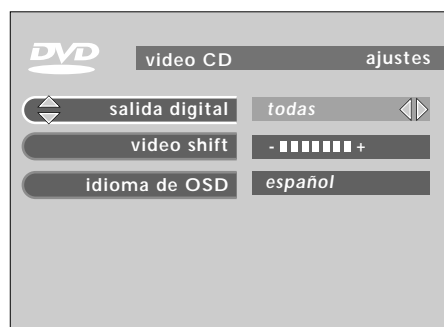 DVD
video CD ajustes
salida digital todas
video shift - +
idioma de OSD español